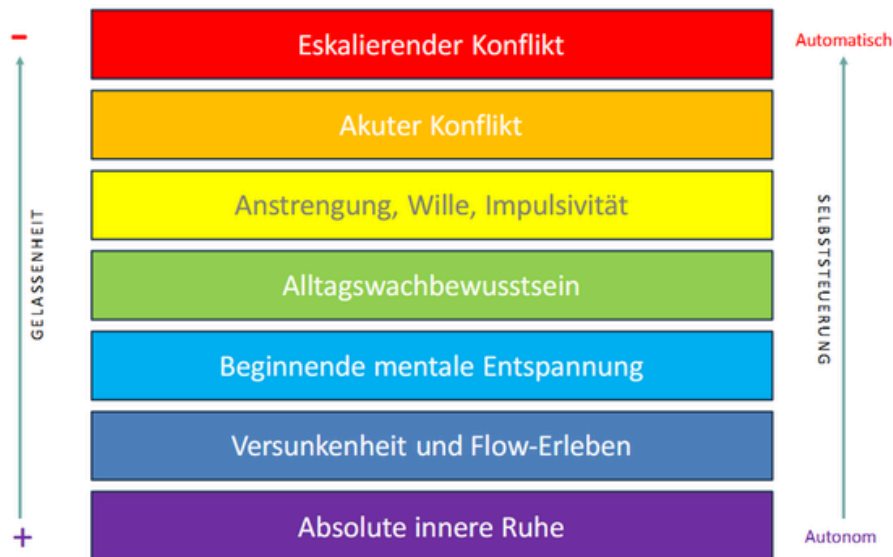 −
Eskalierender Konflikt
Automatisch
Akuter Konflikt
Anstrengung, Wille, Impulsivität
GELASSENHEIT
SELBSTSTEUERUNG
Alltagswachbewusstsein
Beginnende mentale Entspannung
Versunkenheit und Flow-Erleben
+
Absolute innere Ruhe
Autonom